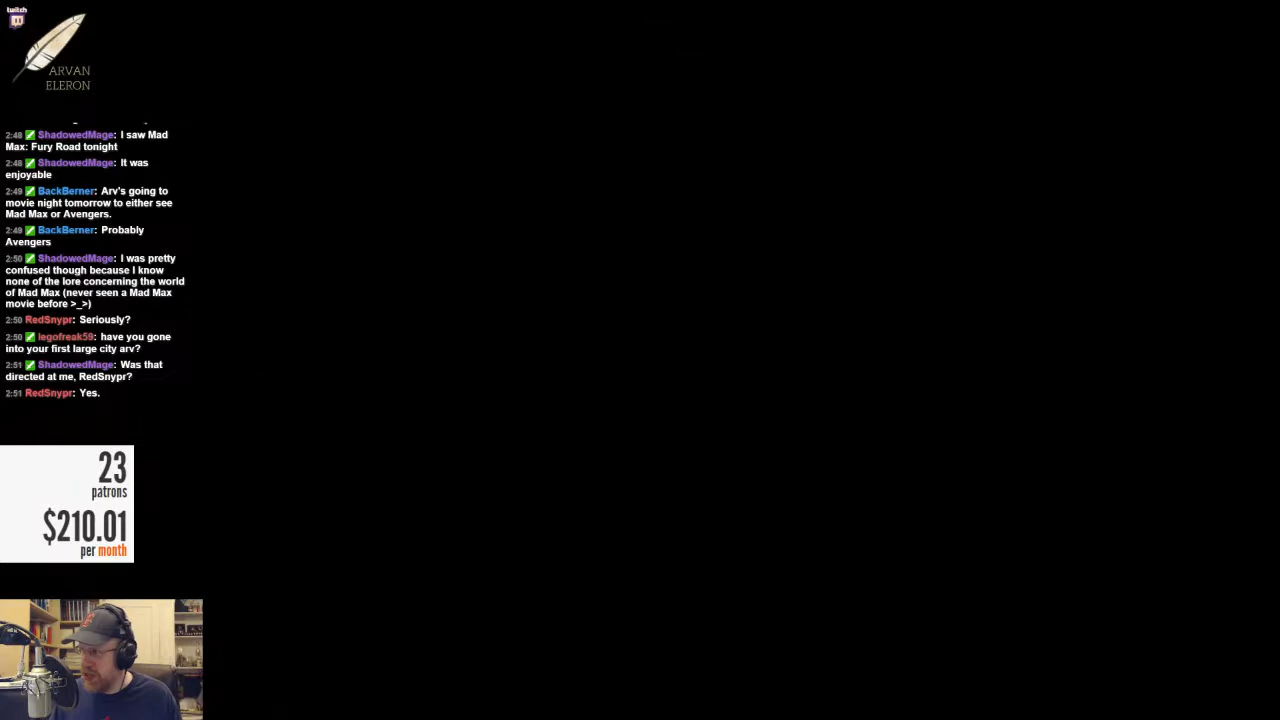 twitch
ARVAN
ELERON
2:48 ShadowedMage: I saw Mad
Max: Fury Road tonight
2:48 ShadowedMage: It was
enjoyable
2:49 BackBerner: Arv's going to
movie night tomorrow to either see
Mad Max or Avengers.
2:49 BackBerner: Probably
Avengers
2:50 ShadowedMage: I was pretty
confused though because I know
none of the lore concerning the world
of Mad Max (never seen a Mad Max
movie before >_>)
2:50 RedSnypr: Seriously?
2:50 legofreak59: have you gone
into your first large city arv?
2:51 ShadowedMage: Was that
directed at me, RedSnypr?
2:51 RedSnypr: Yes.
23
patrons
$210.01
per month